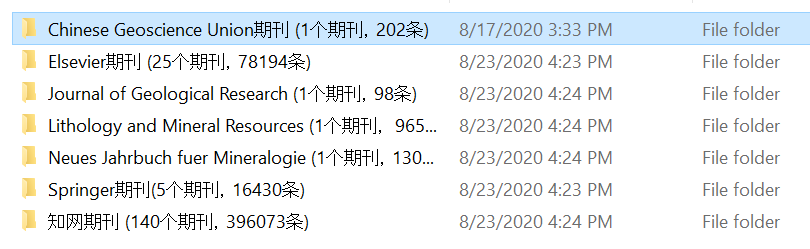 Chinese Geoscience Union期刊 (1个期刊, 202条) 8/17/2020 3:33 PM File folder
Elsevier期刊 (25个期刊, 78194条) 8/23/2020 4:23 PM File folder
Journal of Geological Research (1个期刊, 98条) 8/23/2020 4:24 PM File folder
Lithology and Mineral Resources (1个期刊, 965... 8/23/2020 4:24 PM File folder
Neues Jahrbuch fuer Mineralogie (1个期刊, 130... 8/23/2020 4:24 PM File folder
Springer期刊(5个期刊, 16430条) 8/23/2020 4:23 PM File folder
知网期刊 (140个期刊, 396073条) 8/23/2020 4:24 PM File folder